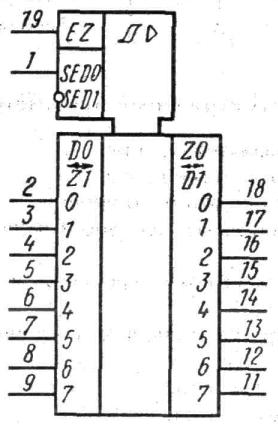 19 EZ
1 SED0
SED1
D0 Z0
Z1 D1
2 0 0 18
3 1 1 17
4 2 2 16
5 3 3 15
6 4 4 14
7 5 5 13
8 6 6 12
9 7 7 11